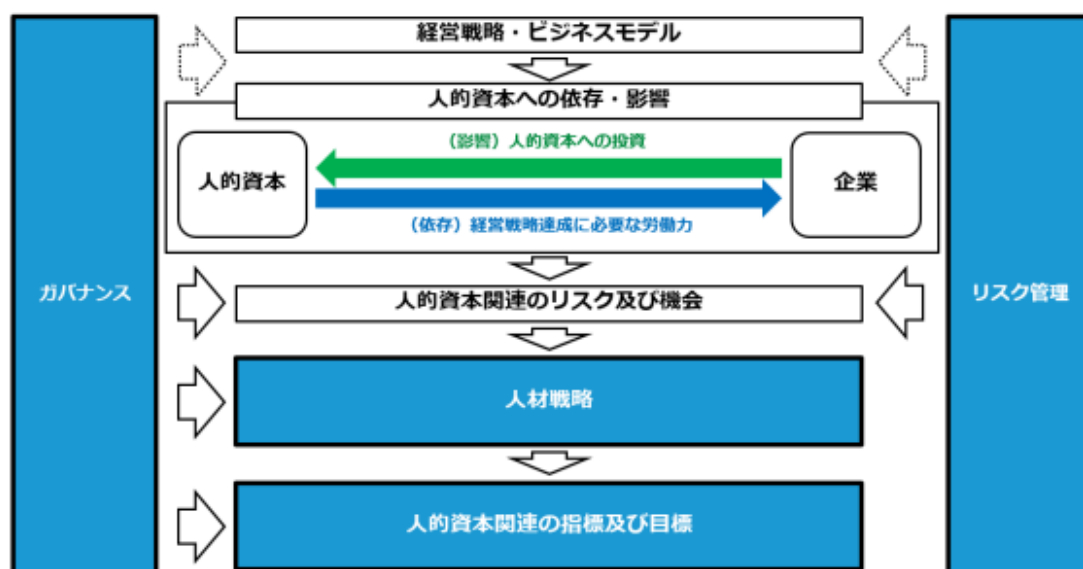 経営戦略・ビジネスモデル
人的資本への依存・影響
（影響）人的資本への投資
人的資本
企業
（依存）経営戦略達成に必要な労働力
ガバナンス
人的資本関連のリスク及び機会
リスク管理
人材戦略
人的資本関連の指標及び目標